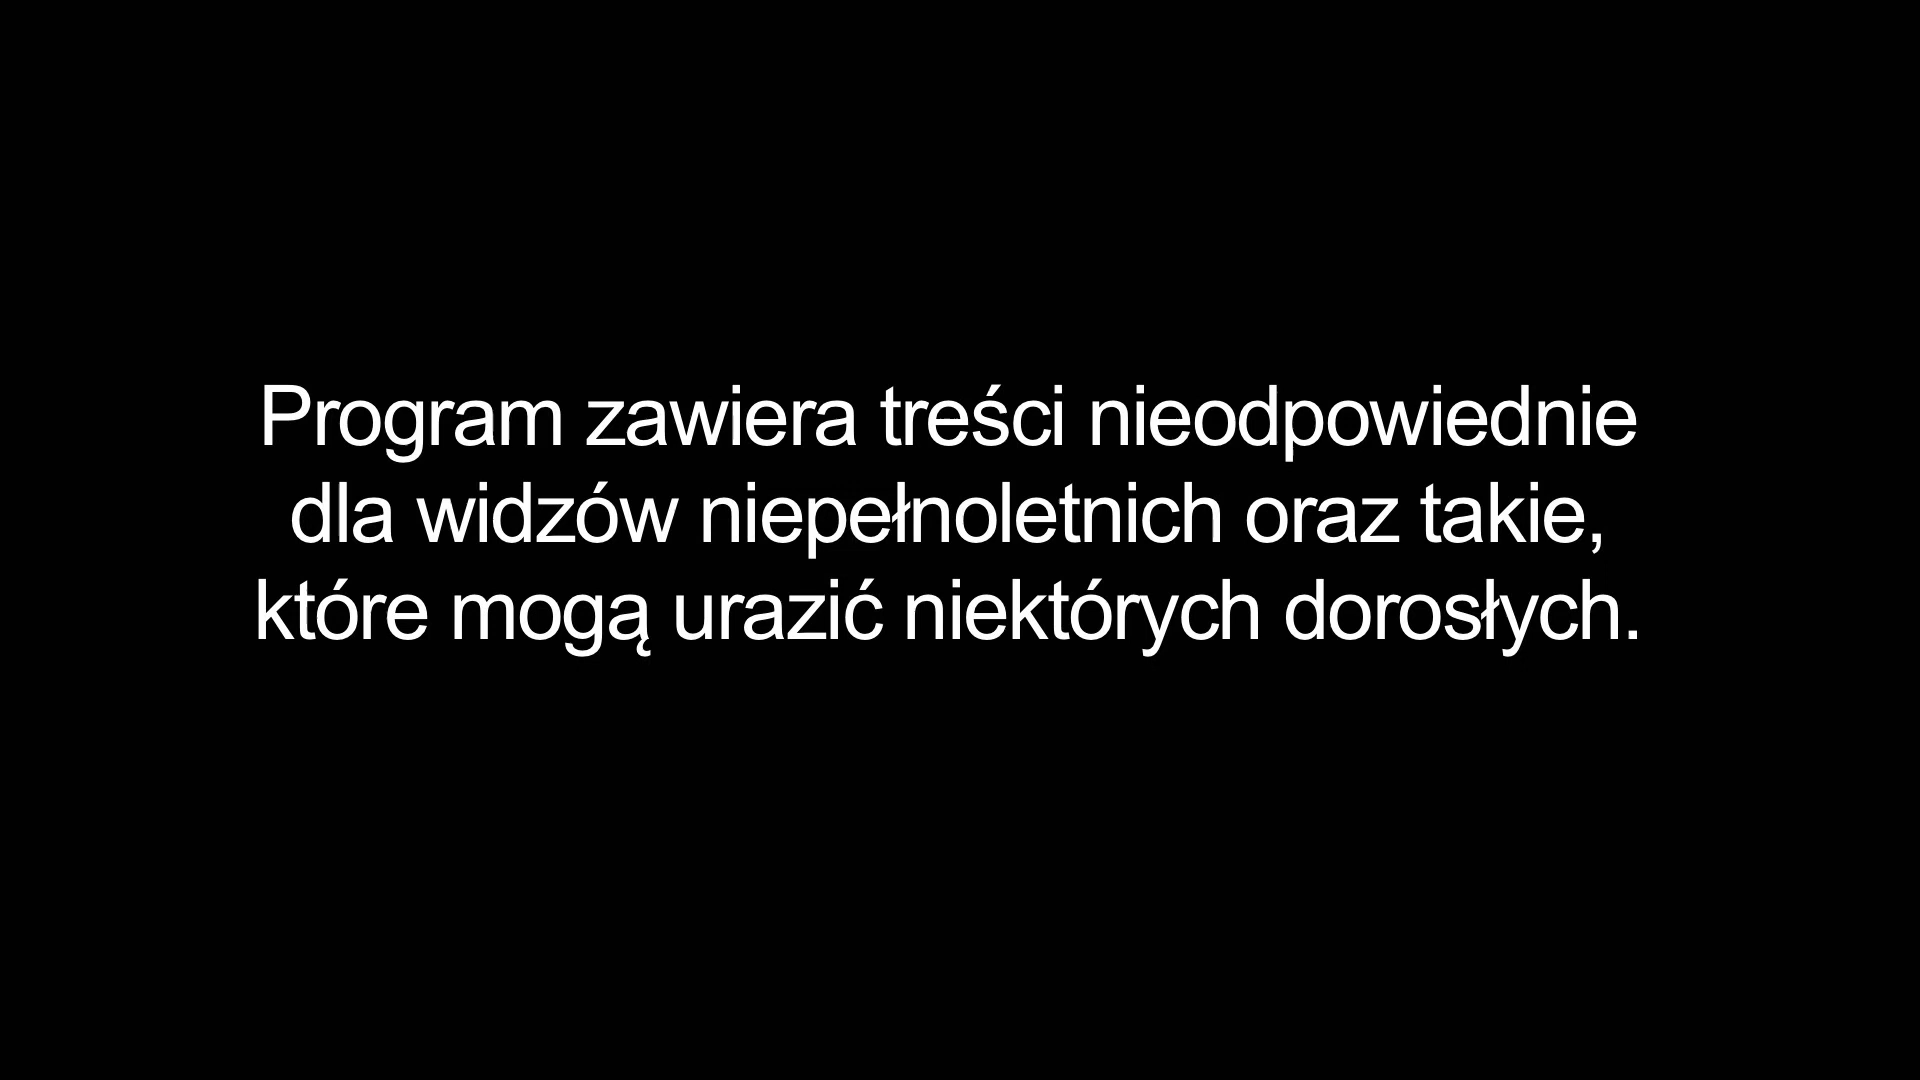 Program zawiera treści nieodpowiednie
dla widzów niepełnoletnich oraz takie,
które mogą urazić niektórych dorosłych.